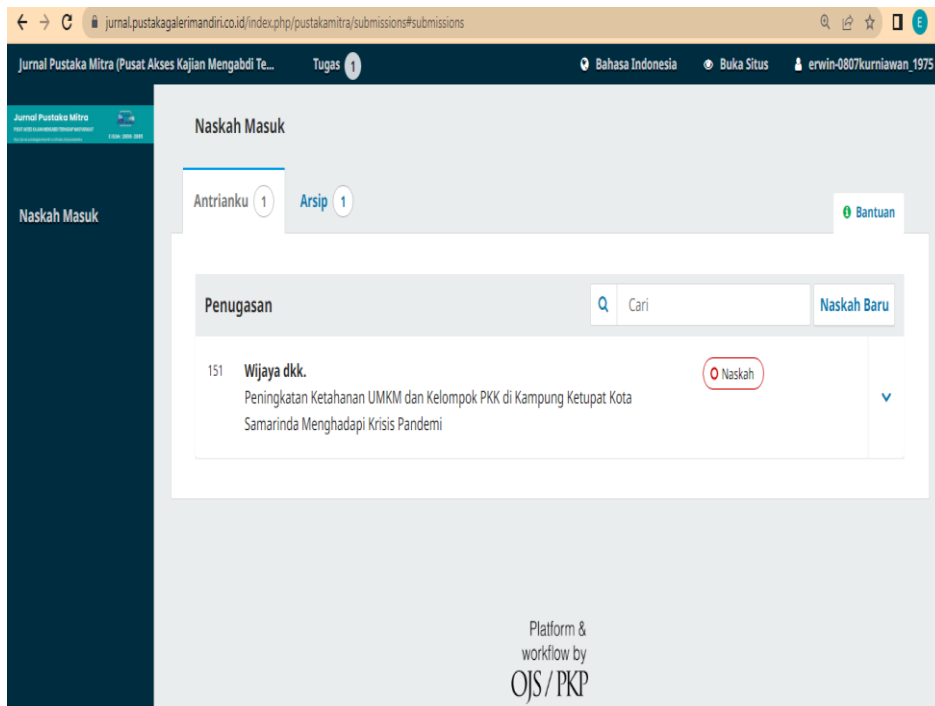 jurnal.pustakagalerimandiri.co.id/index.php/pustakamitra/submissions#submissions
E
Jurnal Pustaka Mitra (Pusat Akses Kajian Mengabdi Te...
Tugas 1
Bahasa Indonesia
Buka Situs
erwin-0807kurniawan_1975
Jurnal Pustaka Mitra
Naskah Masuk
Naskah Masuk
Antrianku 1
Arsip 1
Bantuan
Penugasan
Cari
Naskah Baru
151
Wijaya dkk.
Naskah
Peningkatan Ketahanan UMKM dan Kelompok PKK di Kampung Ketupat Kota
Samarinda Menghadapi Krisis Pandemi
Platform &
workflow by
OJS / PKP